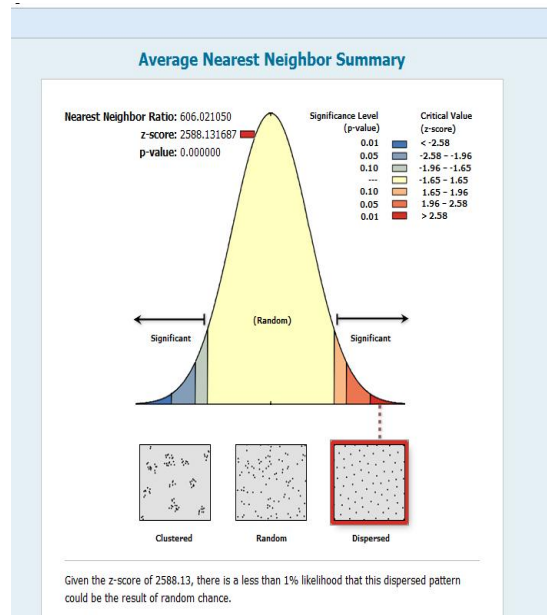 Average Nearest Neighbor Summary
Nearest Neighbor Ratio: 606.021050
z-score: 2588.131687
p-value: 0.000000
Significance Level (p-value) Critical Value (z-score)
0.01 < -2.58
0.05 -2.58 - -1.96
0.10 -1.96 - -1.65
--- -1.65 - 1.65
0.10 1.65 - 1.96
0.05 1.96 - 2.58
0.01 > 2.58
(Random)
Significant Significant
Clustered Random Dispersed
Given the z-score of 2588.13, there is a less than 1% likelihood that this dispersed pattern
could be the result of random chance.